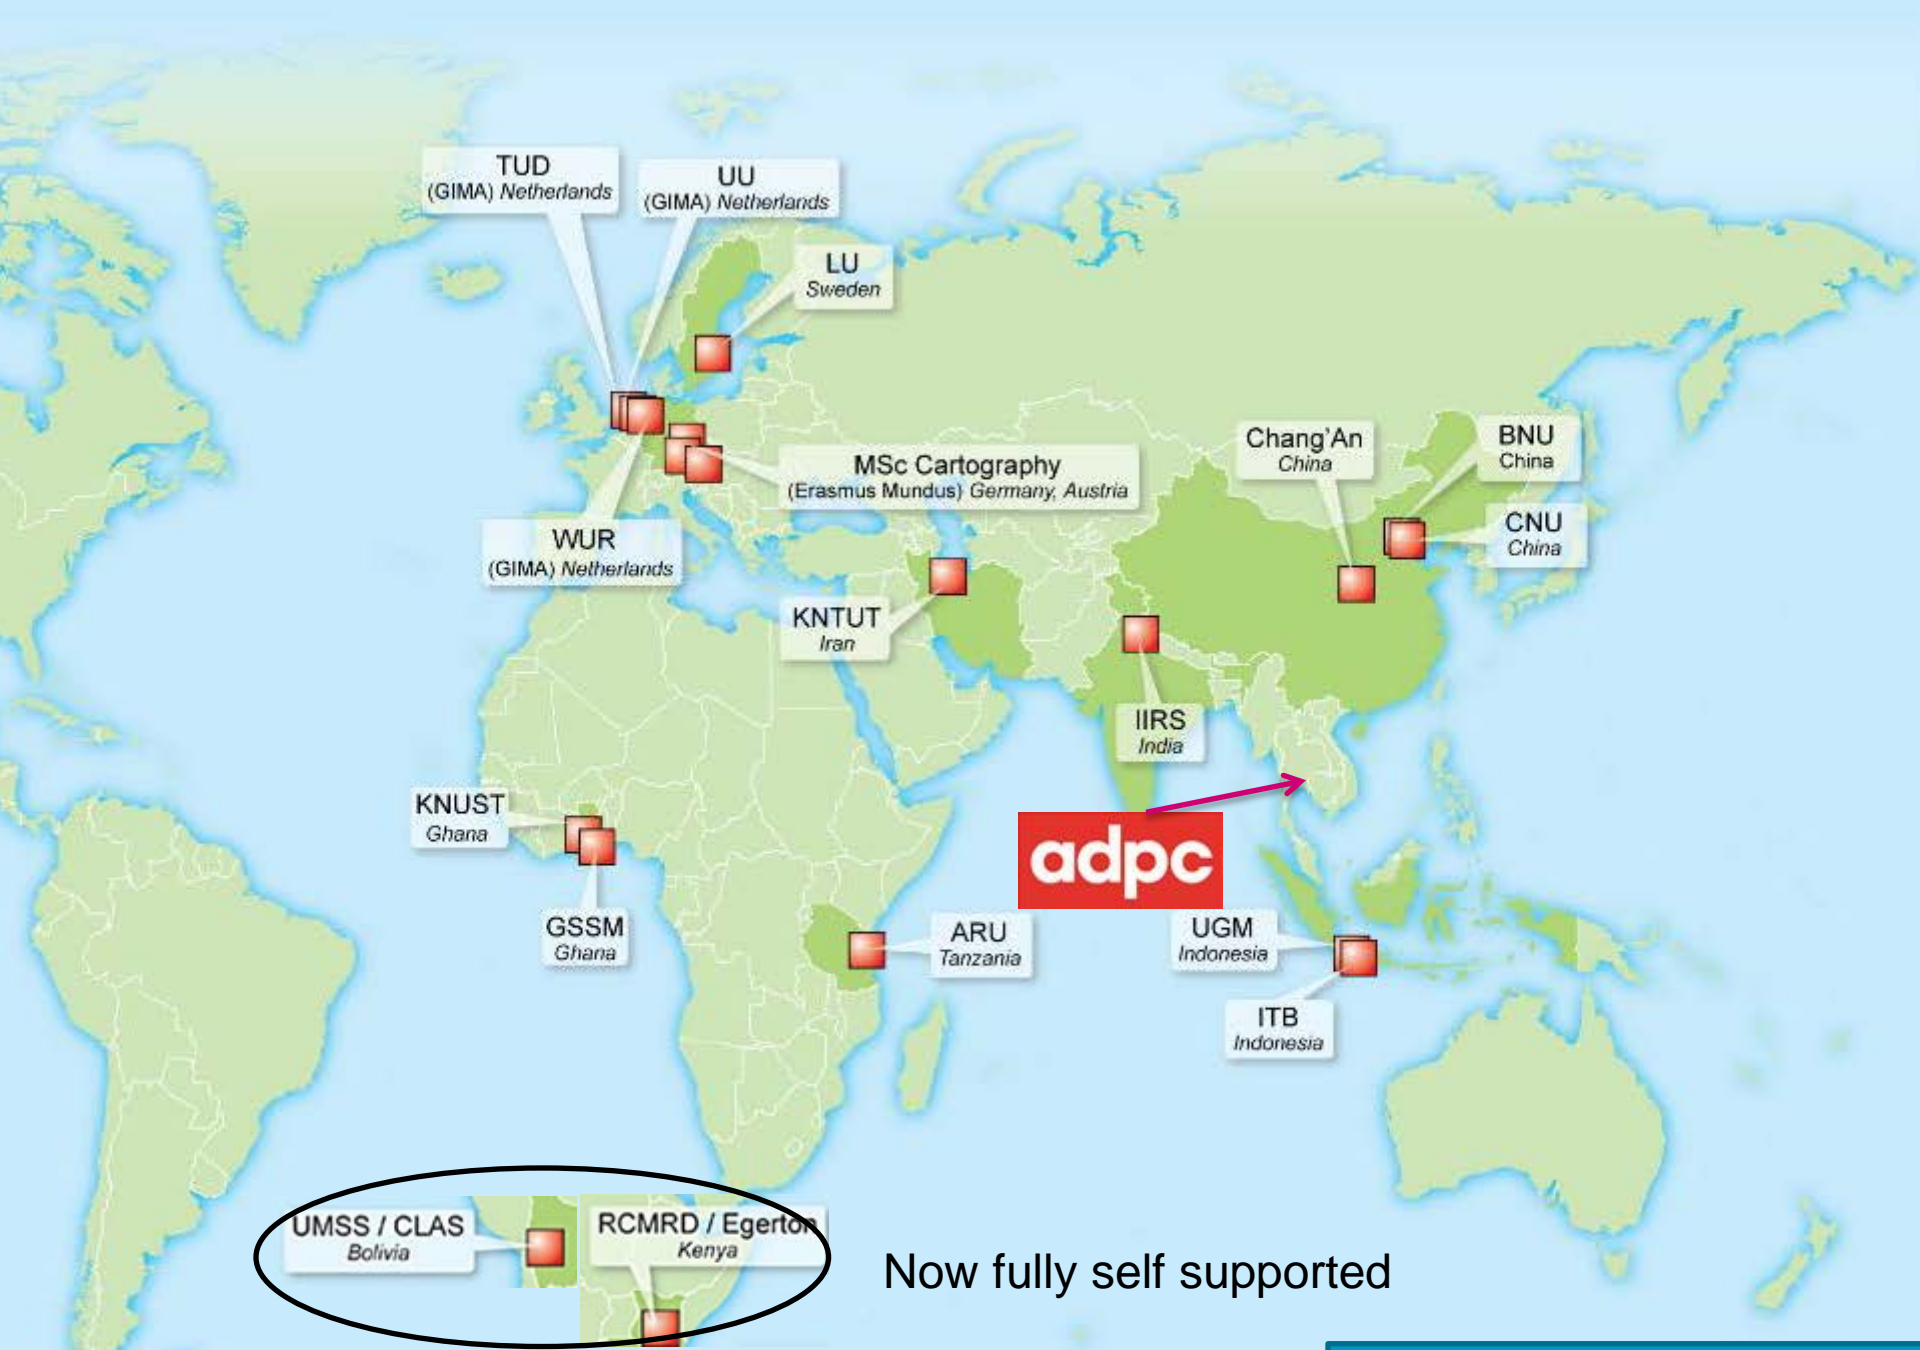 TUD
(GIMA) Netherlands
UU
(GIMA) Netherlands
LU
Sweden
MSc Cartography
(Erasmus Mundus) Germany, Austria
Chang'An
China
BNU
China
CNU
China
WUR
(GIMA) Netherlands
KNTUT
Iran
IIRS
India
KNUST
Ghana
adpc
GSSM
Ghana
ARU
Tanzania
UGM
Indonesia
ITB
Indonesia
UMSS / CLAS
Bolivia
RCMRD / Egerton
Kenya
Now fully self supported